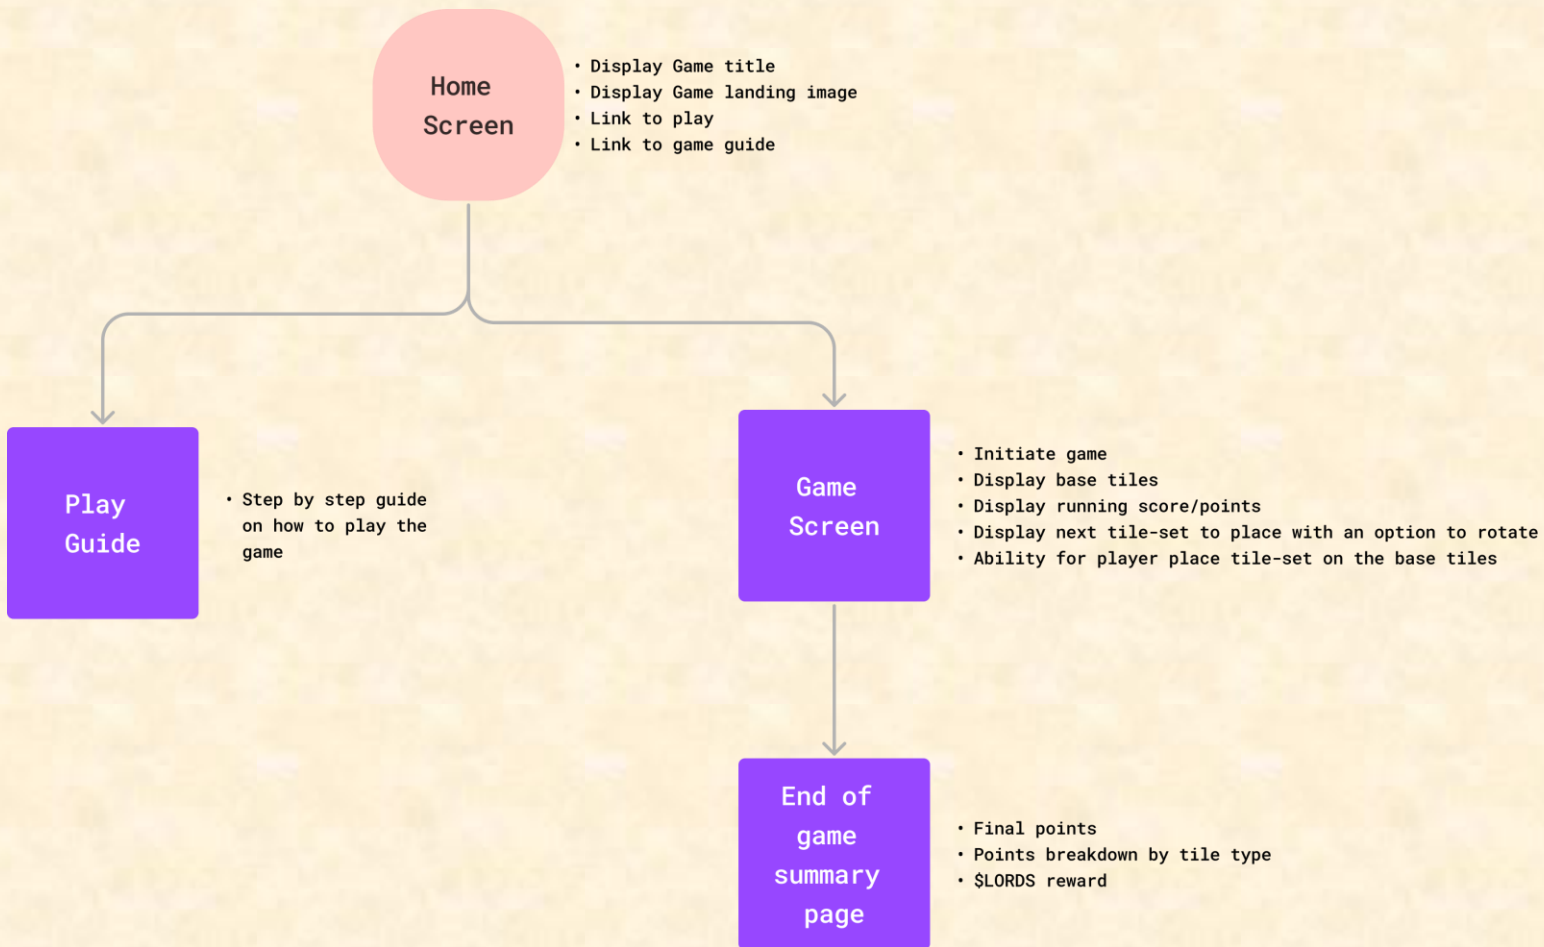 Home
Screen
• Display Game title
• Display Game landing image
• Link to play
• Link to game guide
Play
Guide
• Step by step guide
on how to play the
game
Game
Screen
• Initiate game
• Display base tiles
• Display running score/points
• Display next tile-set to place with an option to rotate
• Ability for player place tile-set on the base tiles
End of
game
summary
page
• Final points
• Points breakdown by tile type
• $LORDS reward